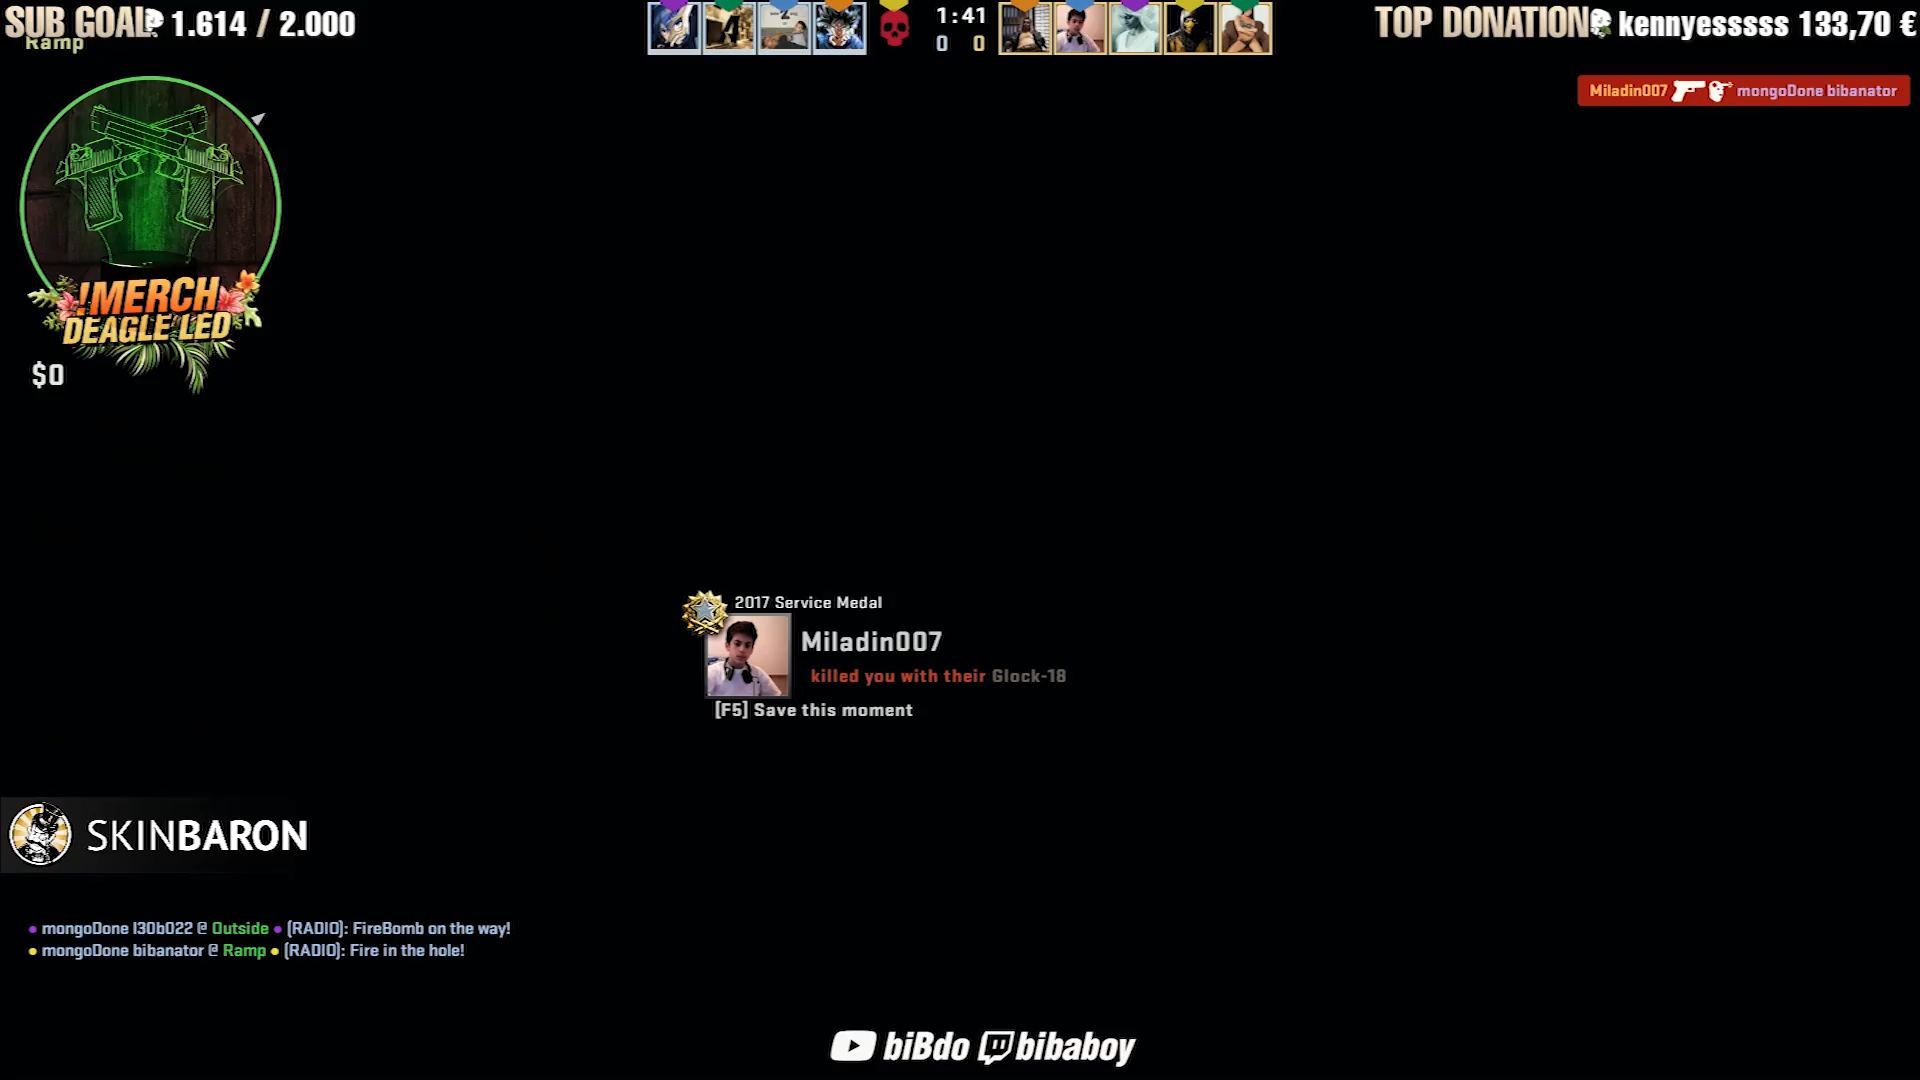 SUB GOAL: 1.614 / 2.000
Ramp
1:41
0 0
TOP DONATION: kennyesssss 133,70 €
Miladin007 mongoDone bibanator
!MERCH
DEAGLE LED
$0
2017 Service Medal
Miladin007
killed you with their Glock-18
[F5] Save this moment
SKINBARON
• mongoDone l30b022 @ Outside • (RADIO): FireBomb on the way!
• mongoDone bibanator @ Ramp • (RADIO): Fire in the hole!
biBdo bibaboy